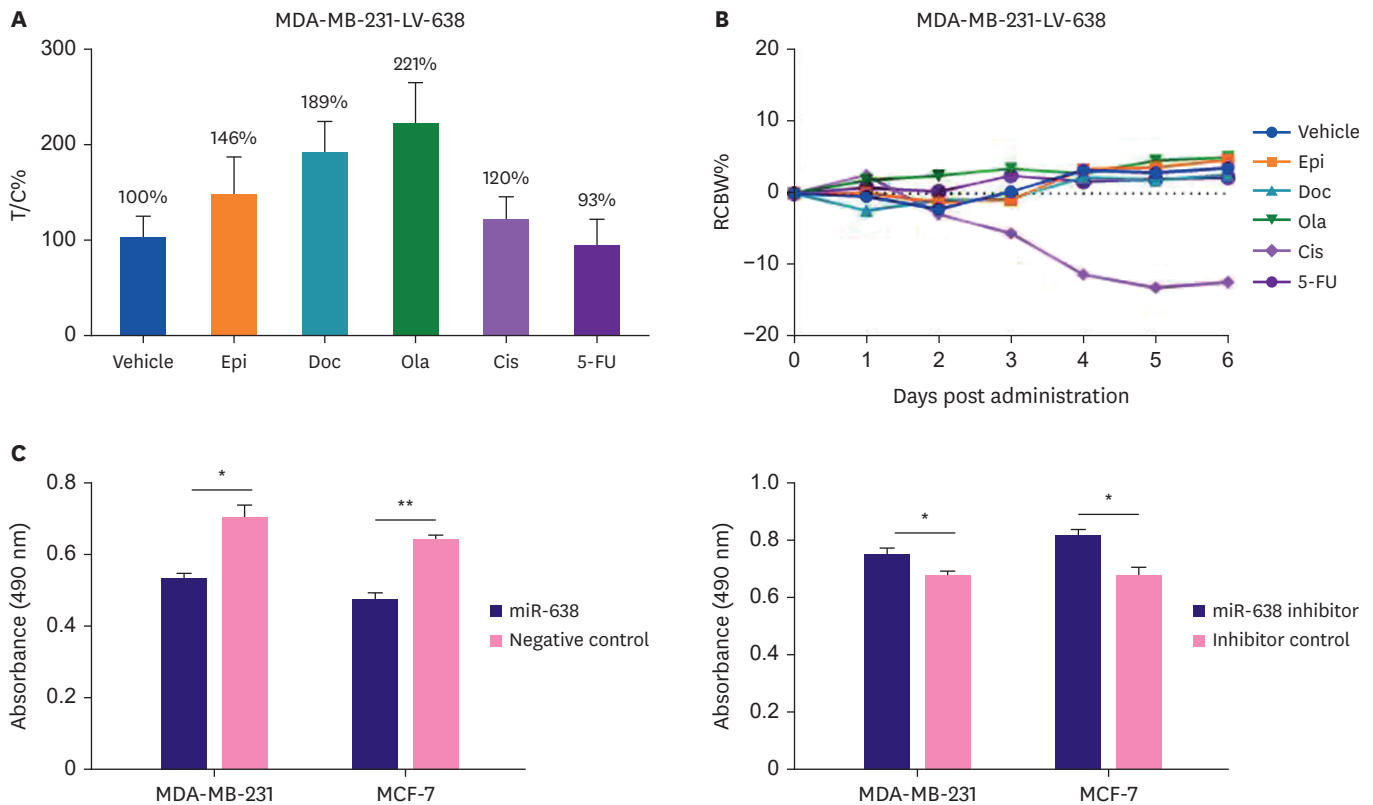 A
MDA-MB-231-LV-638
T/C%
300
200
100
0
100%
146%
189%
221%
120%
93%
Vehicle Epi Doc Ola Cis 5-FU
B
MDA-MB-231-LV-638
RCBW%
20
10
0
−10
−20
0 1 2 3 4 5 6
Days post administration
Vehicle
Epi
Doc
Ola
Cis
5-FU
C
Absorbance (490 nm)
0.8
0.6
0.4
0.2
0
*
**
MDA-MB-231 MCF-7
miR-638
Negative control
Absorbance (490 nm)
1.0
0.8
0.6
0.4
0.2
0
*
*
MDA-MB-231 MCF-7
miR-638 inhibitor
Inhibitor control